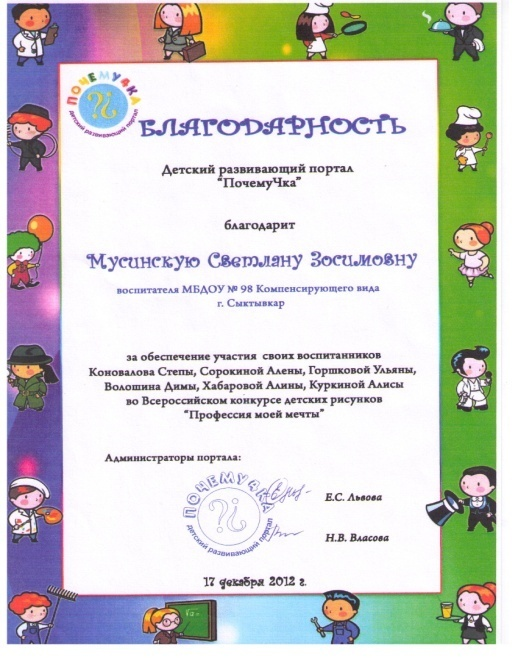 ПОЧЕМУЧКА
детский развивающий портал
БЛАГОДАРНОСТЬ
Детский развивающий портал
"ПочемуЧка"
благодарит
Мусинскую Светлану Зосимовну
воспитателя МБДОУ № 98 Компенсирующего вида
г. Сыктывкар
за обеспечение участия своих воспитанников
Коновалова Степы, Сорокиной Алены, Горшковой Ульяны,
Волошина Димы, Хабаровой Алины, Куркиной Алисы
во Всероссийском конкурсе детских рисунков
"Профессия моей мечты"
Администраторы портала:
ПОЧЕМУЧКА
детский развивающий портал
Е.С. Львова
Н.В. Власова
17 декабря 2012 г.